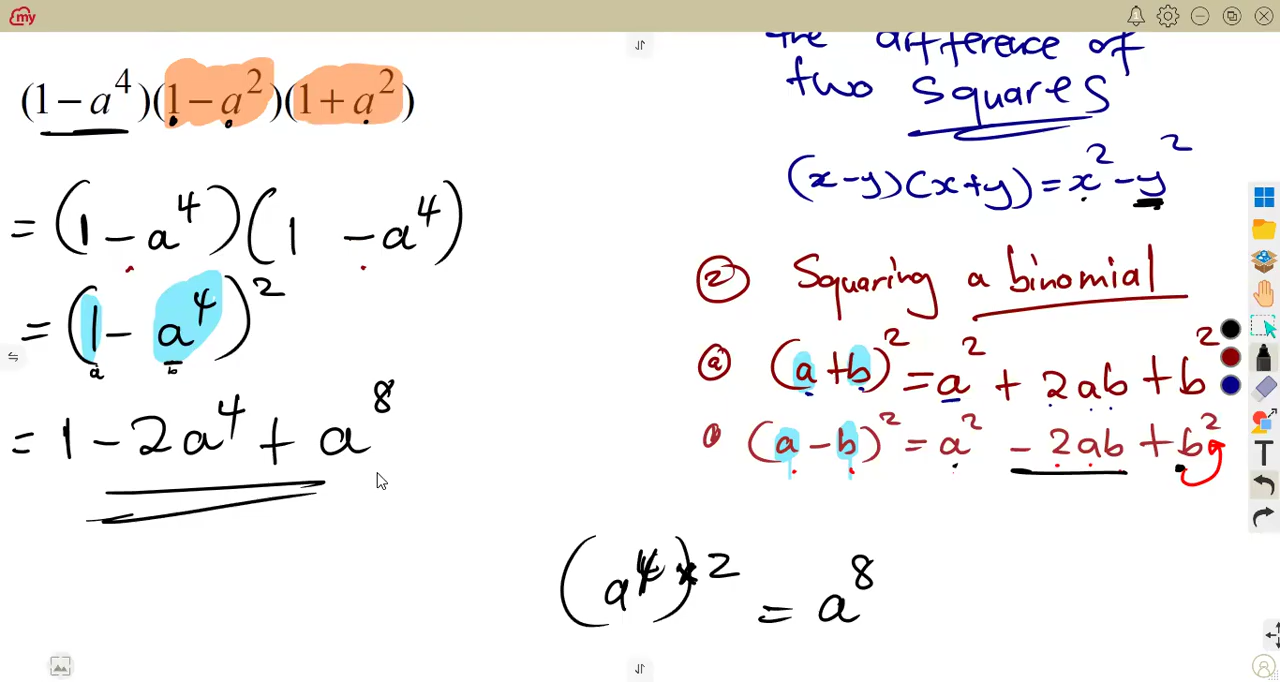 my
(1 − a⁴)(1 − a²)(1 + a²)
= (1 − a⁴)(1 − a⁴)
= (1 − a⁴)²
a b
= 1 − 2a⁴ + a⁸
the difference of
two squares
(x−y)(x+y) = x² − y²
② Squaring a binomial
ⓐ (a+b)² = a² + 2ab + b²
(a − b)² = a² − 2ab + b²
(a⁴)×2 = a⁸
T